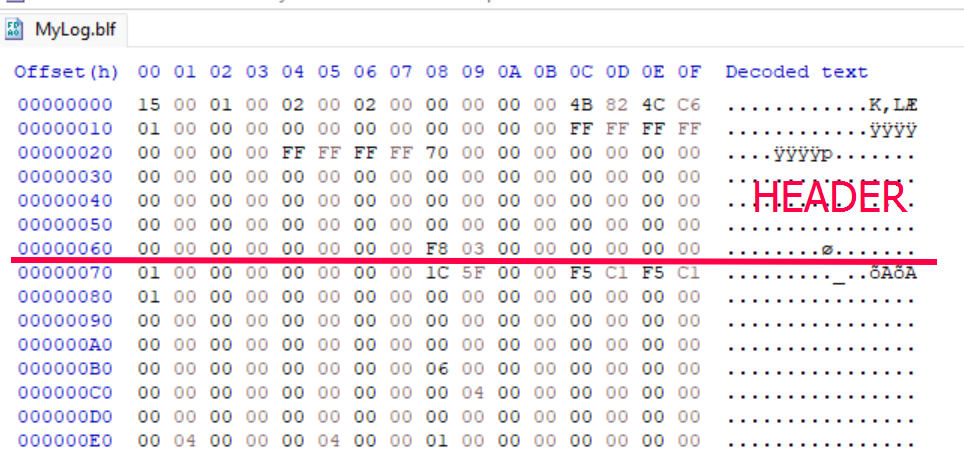 MyLog.blf
Offset(h) 00 01 02 03 04 05 06 07 08 09 0A 0B 0C 0D 0E 0F Decoded text
00000000 15 00 01 00 02 00 02 00 00 00 00 00 4B 82 4C C6 ............K‚LÆ
00000010 01 00 00 00 00 00 00 00 00 00 00 00 FF FF FF FF ............ÿÿÿÿ
00000020 00 00 00 00 FF FF FF FF 70 00 00 00 00 00 00 00 ....ÿÿÿÿp.......
00000030 00 00 00 00 00 00 00 00 00 00 00 00 00 00 00 00 ................
00000040 00 00 00 00 00 00 00 00 00 00 00 00 00 00 00 00 ................
HEADER
00000050 00 00 00 00 00 00 00 00 00 00 00 00 00 00 00 00 ................
00000060 00 00 00 00 00 00 00 00 F8 03 00 00 00 00 00 00 ........ø.......
00000070 01 00 00 00 00 00 00 00 1C 5F 00 00 F5 C1 F5 C1 ........._..õÁõÁ
00000080 01 00 00 00 00 00 00 00 00 00 00 00 00 00 00 00 ................
00000090 00 00 00 00 00 00 00 00 00 00 00 00 00 00 00 00 ................
000000A0 00 00 00 00 00 00 00 00 00 00 00 00 00 00 00 00 ................
000000B0 00 00 00 00 00 00 00 00 06 00 00 00 00 00 00 00 ................
000000C0 00 00 00 00 00 00 00 00 00 04 00 00 00 00 00 00 ................
000000D0 00 00 00 00 00 00 00 00 00 00 00 00 00 00 00 00 ................
000000E0 00 04 00 00 00 04 00 00 01 00 00 00 00 00 00 00 ................